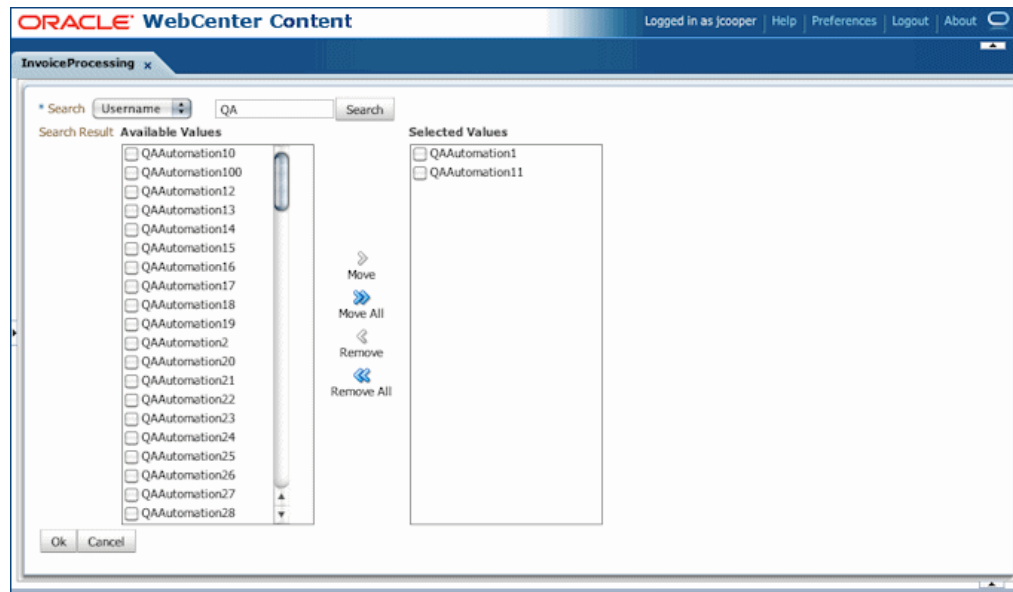 ORACLE WebCenter Content
Logged in as jcooper Help Preferences Logout About
InvoiceProcessing x
* Search Username QA Search
Search Result Available Values Selected Values
QAAutomation10 QAAutomation1
QAAutomation100 QAAutomation11
QAAutomation12
QAAutomation13
QAAutomation14
QAAutomation15
QAAutomation16
QAAutomation17
QAAutomation18
QAAutomation19
QAAutomation2
QAAutomation20
QAAutomation21
QAAutomation22
QAAutomation23
QAAutomation24
QAAutomation25
QAAutomation26
QAAutomation27
QAAutomation28
Move
Move All
Remove
Remove All
Ok Cancel